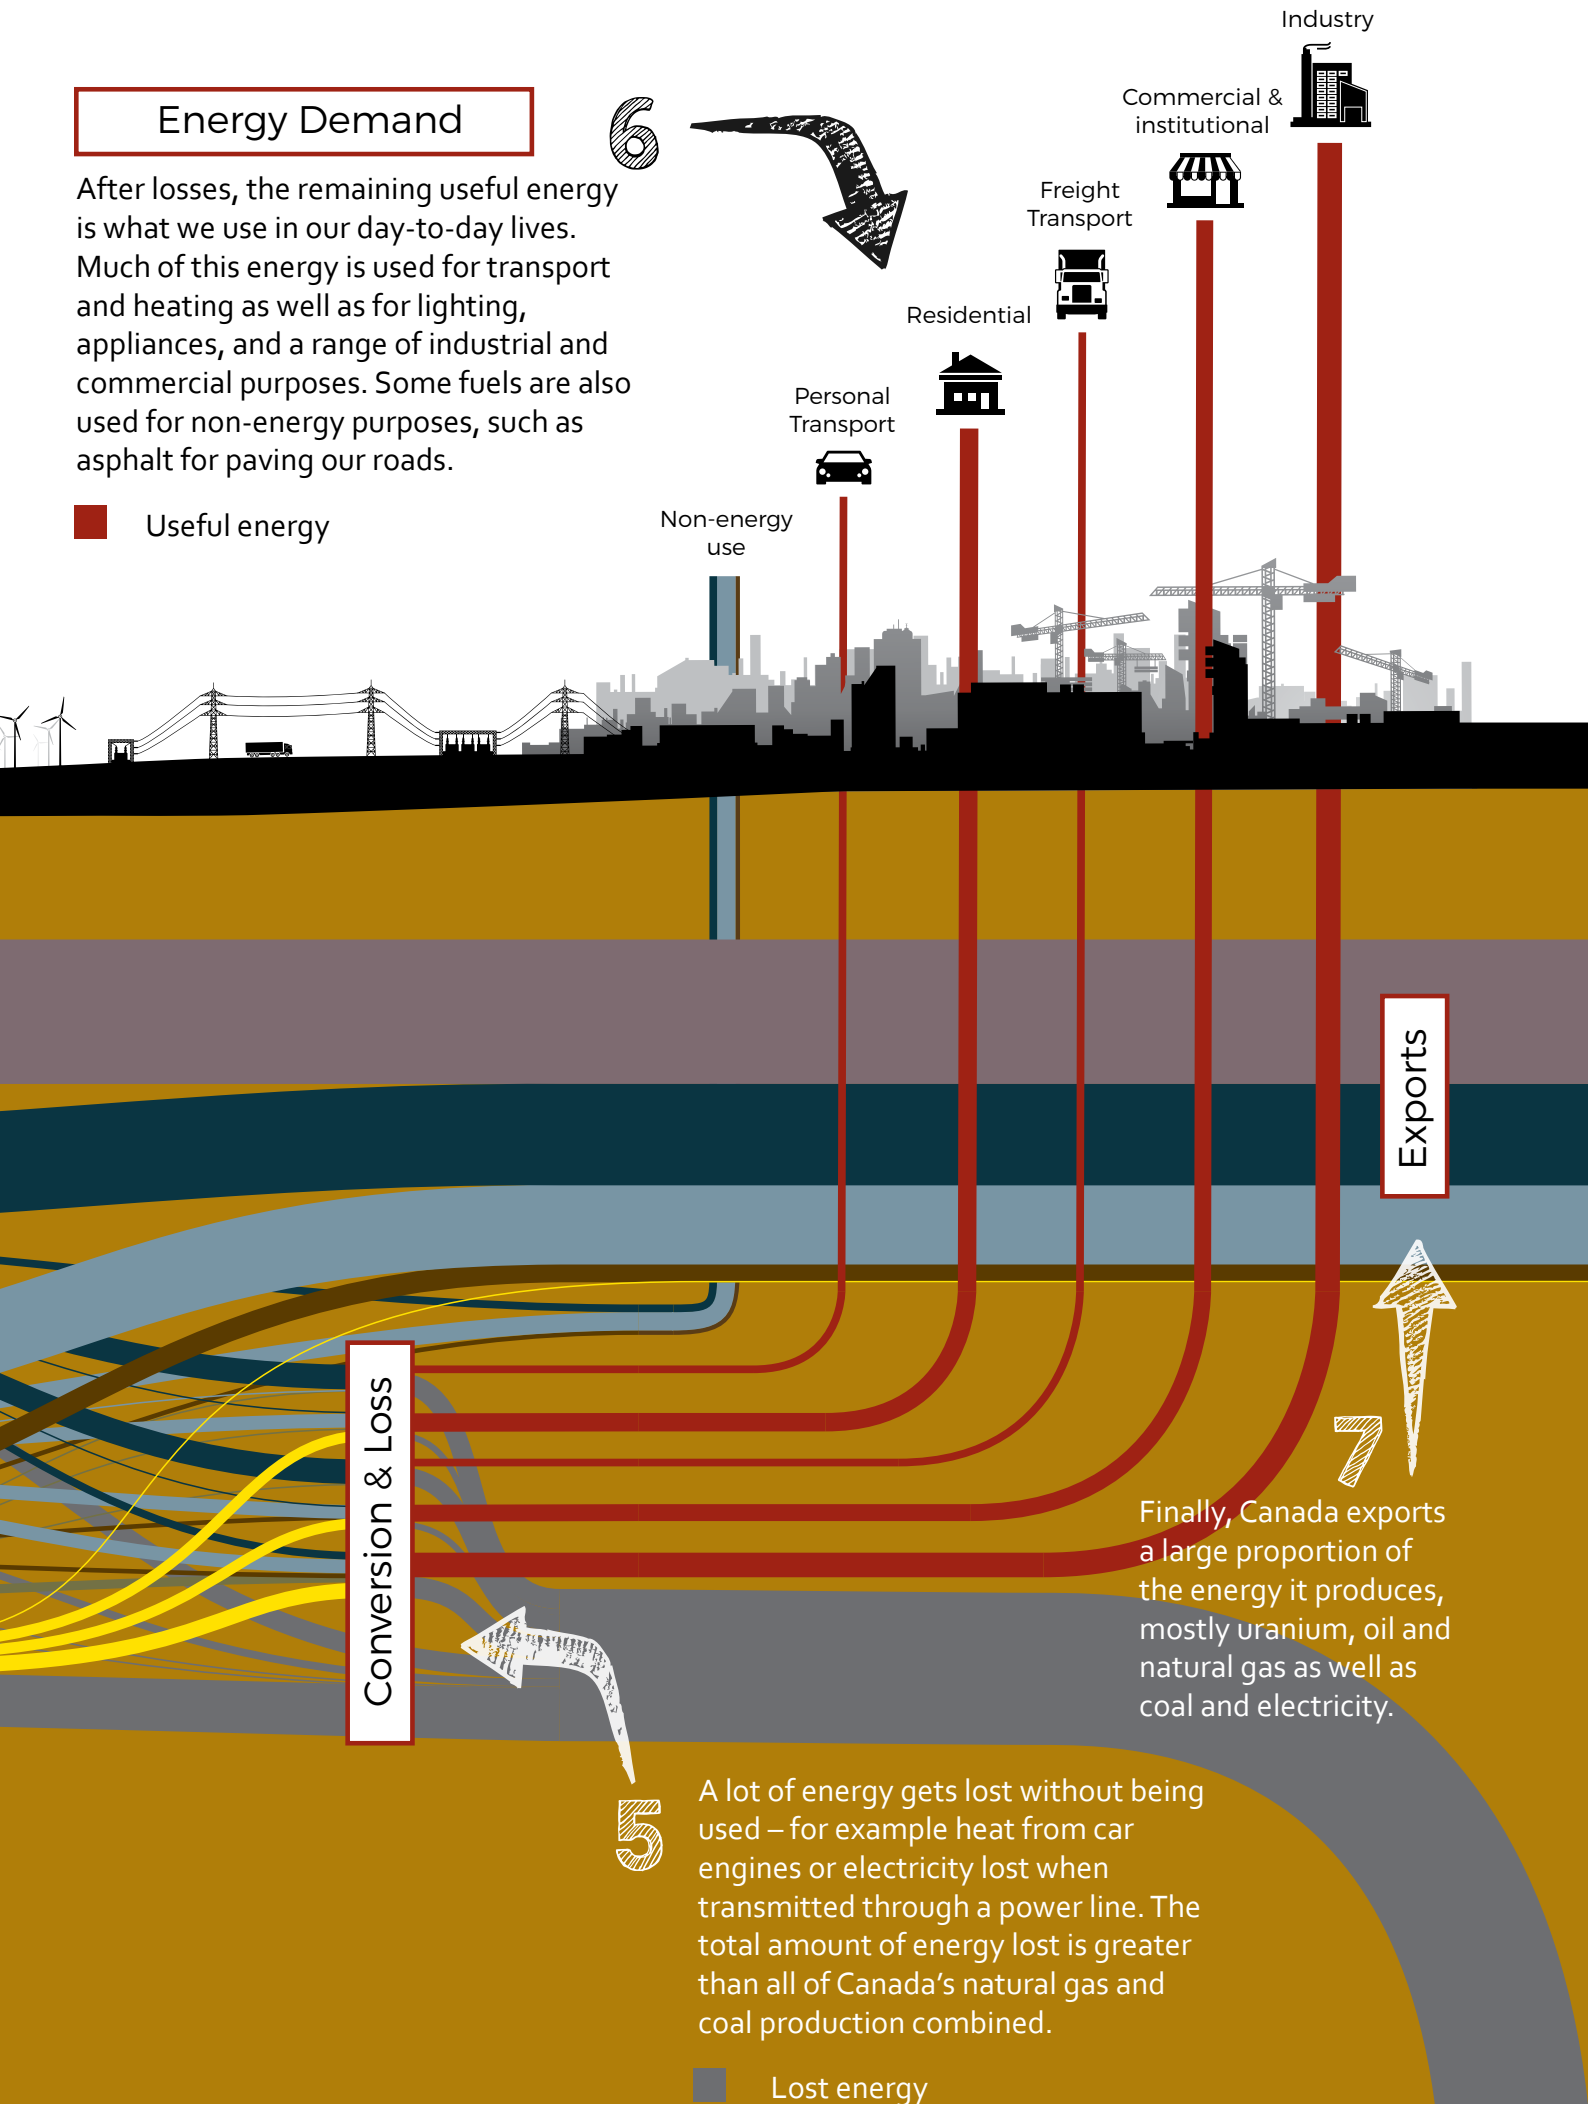 Industry
Commercial &
institutional
Energy Demand
6
After losses, the remaining useful energy
is what we use in our day-to-day lives.
Much of this energy is used for transport
and heating as well as for lighting,
appliances, and a range of industrial and
commercial purposes. Some fuels are also
used for non-energy purposes, such as
asphalt for paving our roads.
Useful energy
Freight
Transport
Residential
Personal
Transport
Non-energy
use
Exports
Conversion & Loss
7
Finally, Canada exports
a large proportion of
the energy it produces,
mostly uranium, oil and
natural gas as well as
coal and electricity.
5
A lot of energy gets lost without being
used – for example heat from car
engines or electricity lost when
transmitted through a power line. The
total amount of energy lost is greater
than all of Canada’s natural gas and
coal production combined.
Lost energy